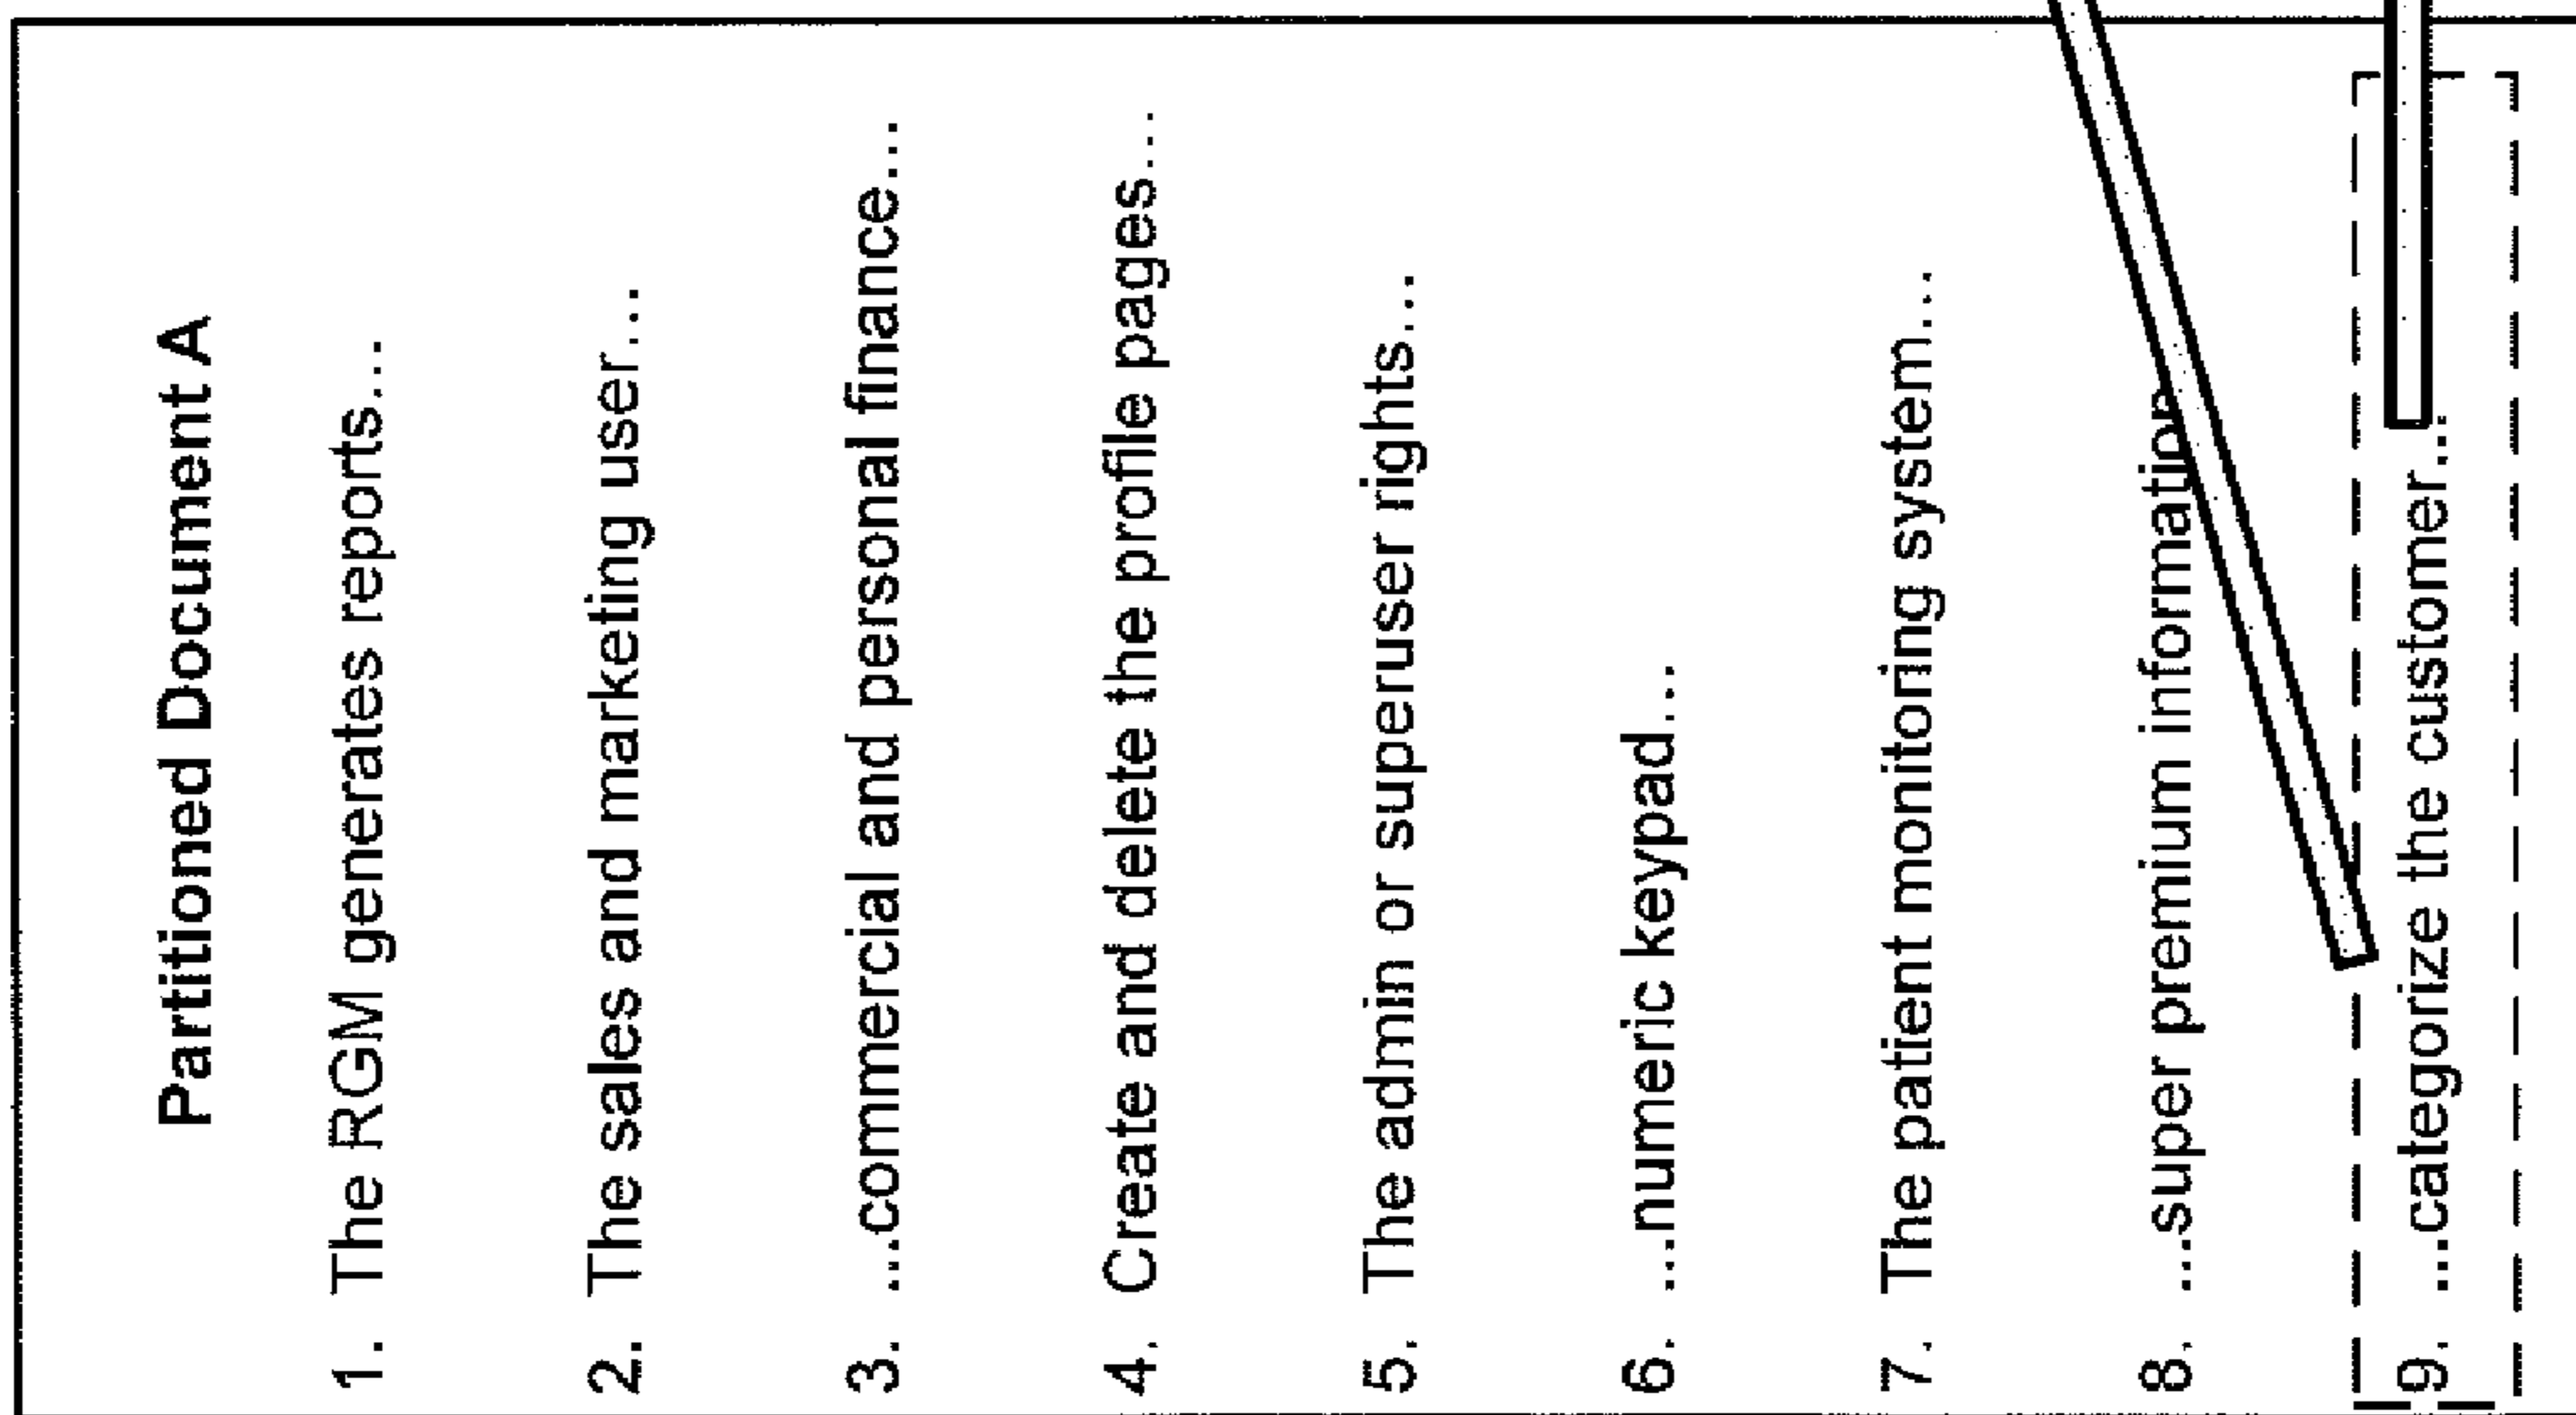 Partitioned Document A
1. The RGM generates reports...
2. The sales and marketing user...
3. ...commercial and personal finance...
4. Create and delete the profile pages...
5. The admin or superuser rights...
6. ...numeric keypad...
7. The patient monitoring system...
8. ...super premium information
9. ...categorize the customer...